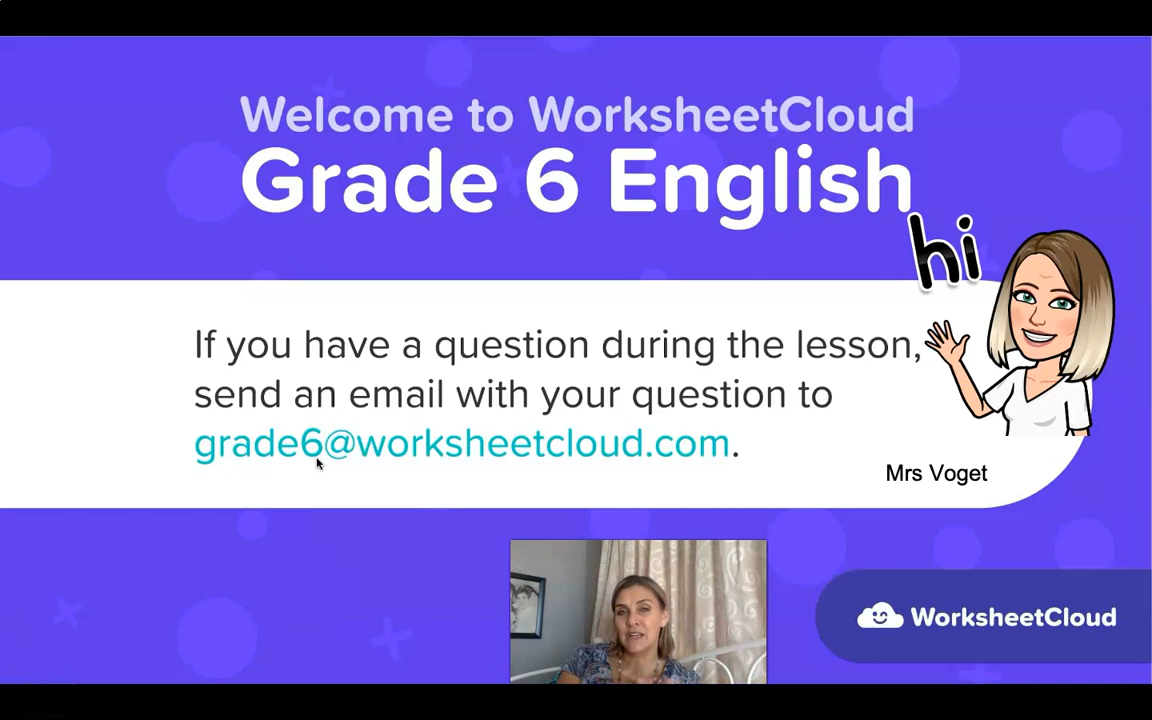 Welcome to WorksheetCloud
Grade 6 English
hi
If you have a question during the lesson,
send an email with your question to
grade6@worksheetcloud.com.
Mrs Voget
WorksheetCloud